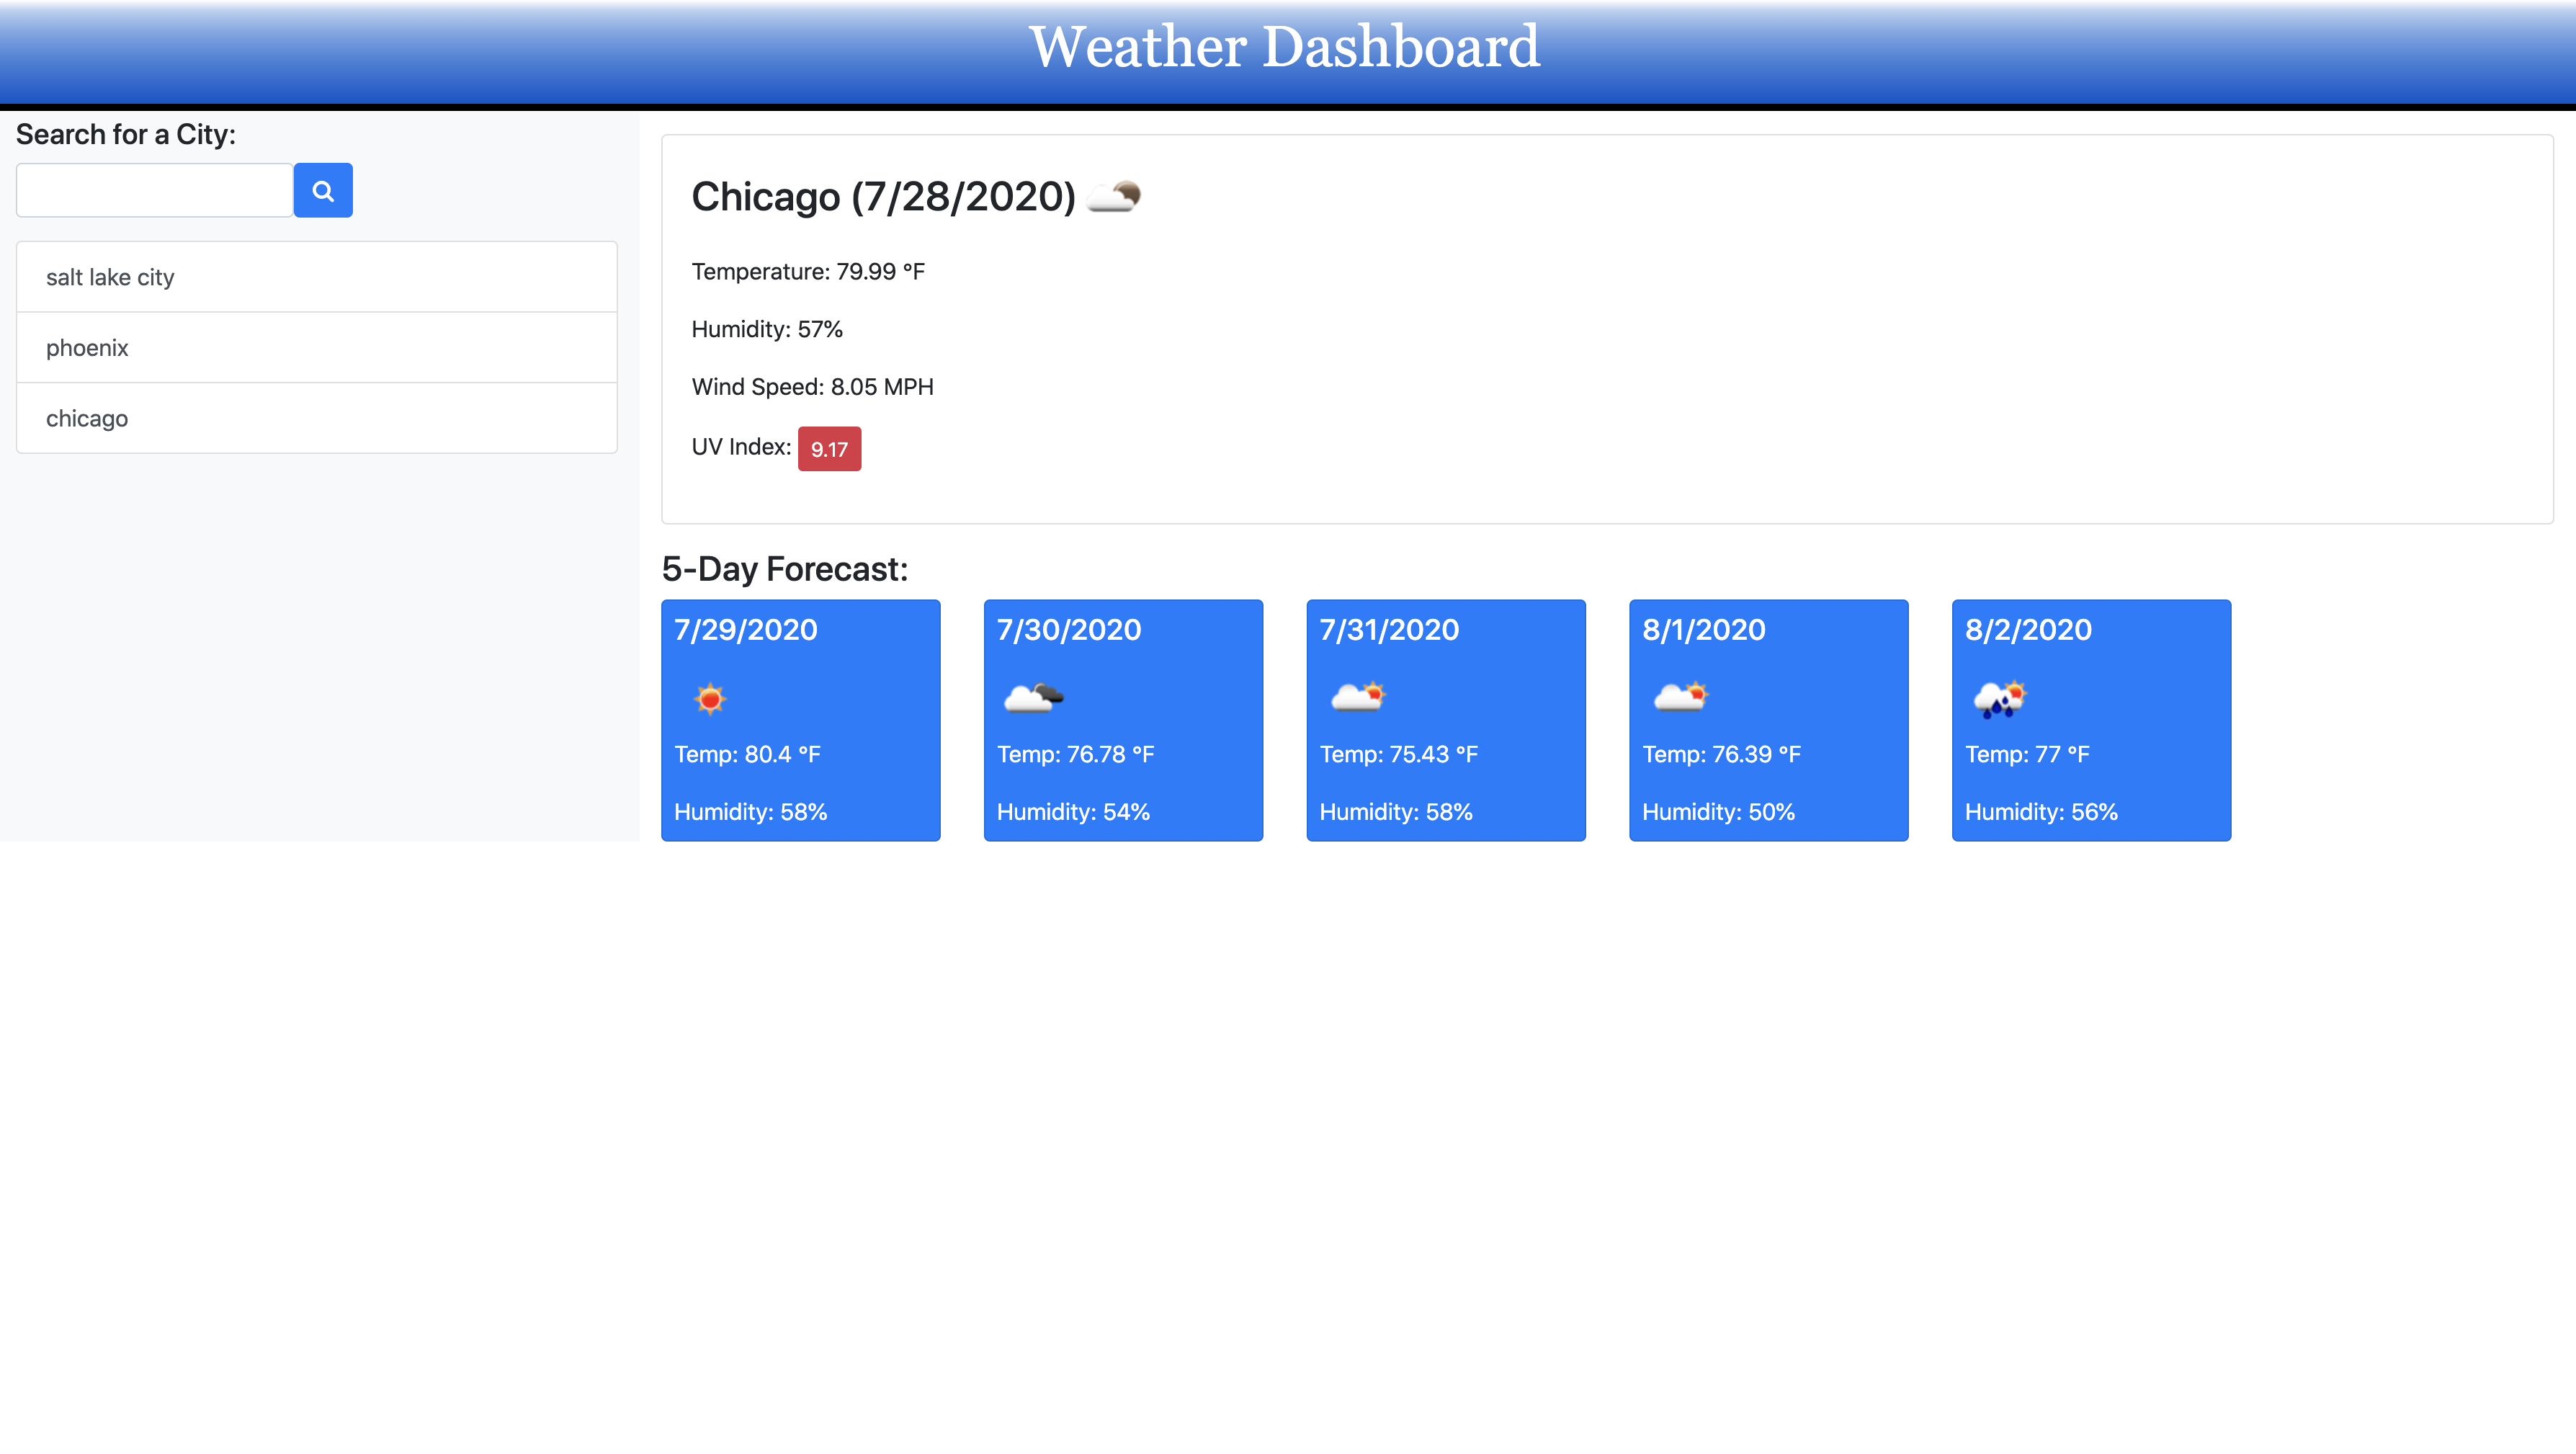 Weather Dashboard
Search for a City:
salt lake city
phoenix
chicago
Chicago (7/28/2020)
Temperature: 79.99 °F
Humidity: 57%
Wind Speed: 8.05 MPH
UV Index: 9.17
5-Day Forecast:
7/29/2020
Temp: 80.4 °F
Humidity: 58%
7/30/2020
Temp: 76.78 °F
Humidity: 54%
7/31/2020
Temp: 75.43 °F
Humidity: 58%
8/1/2020
Temp: 76.39 °F
Humidity: 50%
8/2/2020
Temp: 77 °F
Humidity: 56%